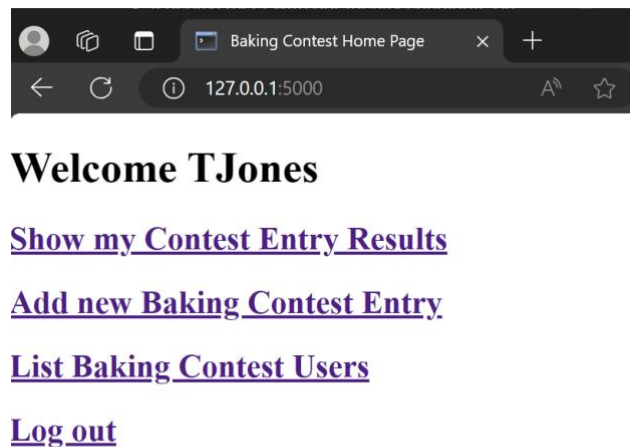 Baking Contest Home Page
127.0.0.1:5000
Welcome TJones
Show my Contest Entry Results
Add new Baking Contest Entry
List Baking Contest Users
Log out